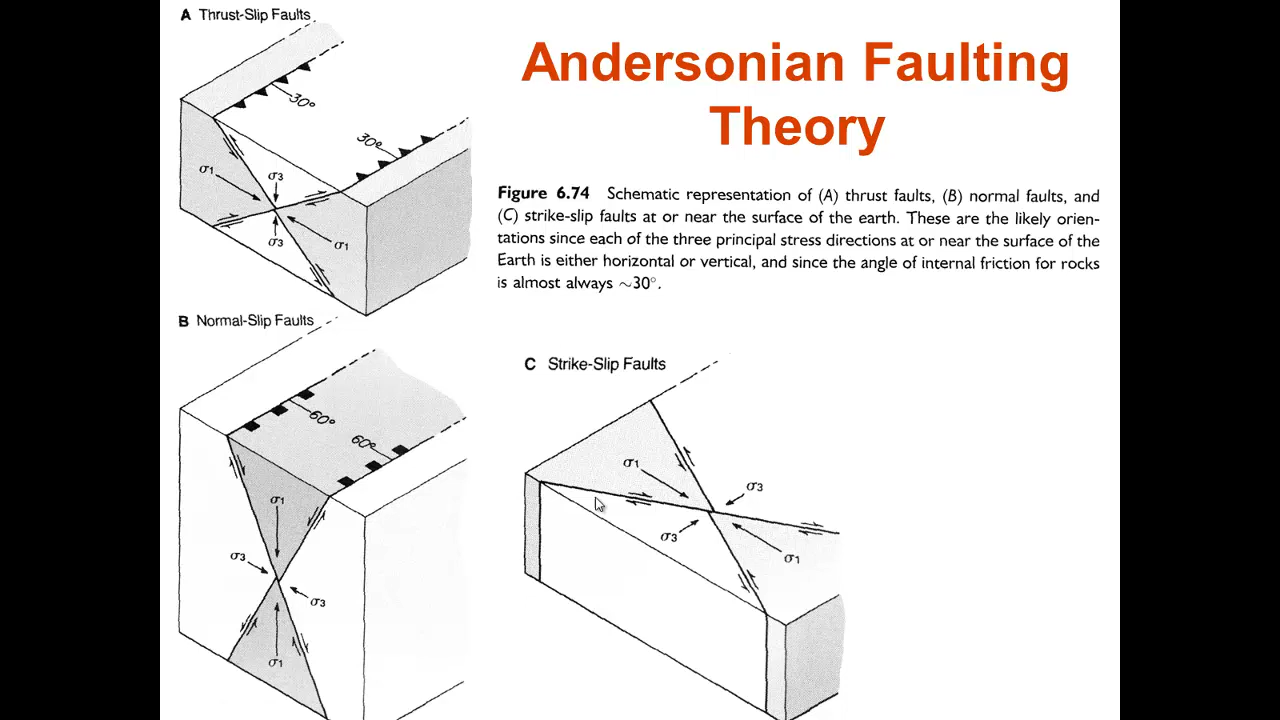 A Thrust-Slip Faults
30°
30°
σ1
σ3
σ3
σ1
Andersonian Faulting
Theory
Figure 6.74 Schematic representation of (A) thrust faults, (B) normal faults, and
(C) strike-slip faults at or near the surface of the earth. These are the likely orien-
tations since each of the three principal stress directions at or near the surface of the
Earth is either horizontal or vertical, and since the angle of internal friction for rocks
is almost always ~30°.
B Normal-Slip Faults
60°
60°
σ1
σ3
σ3
σ1
C Strike-Slip Faults
σ1
σ3
σ3
σ1